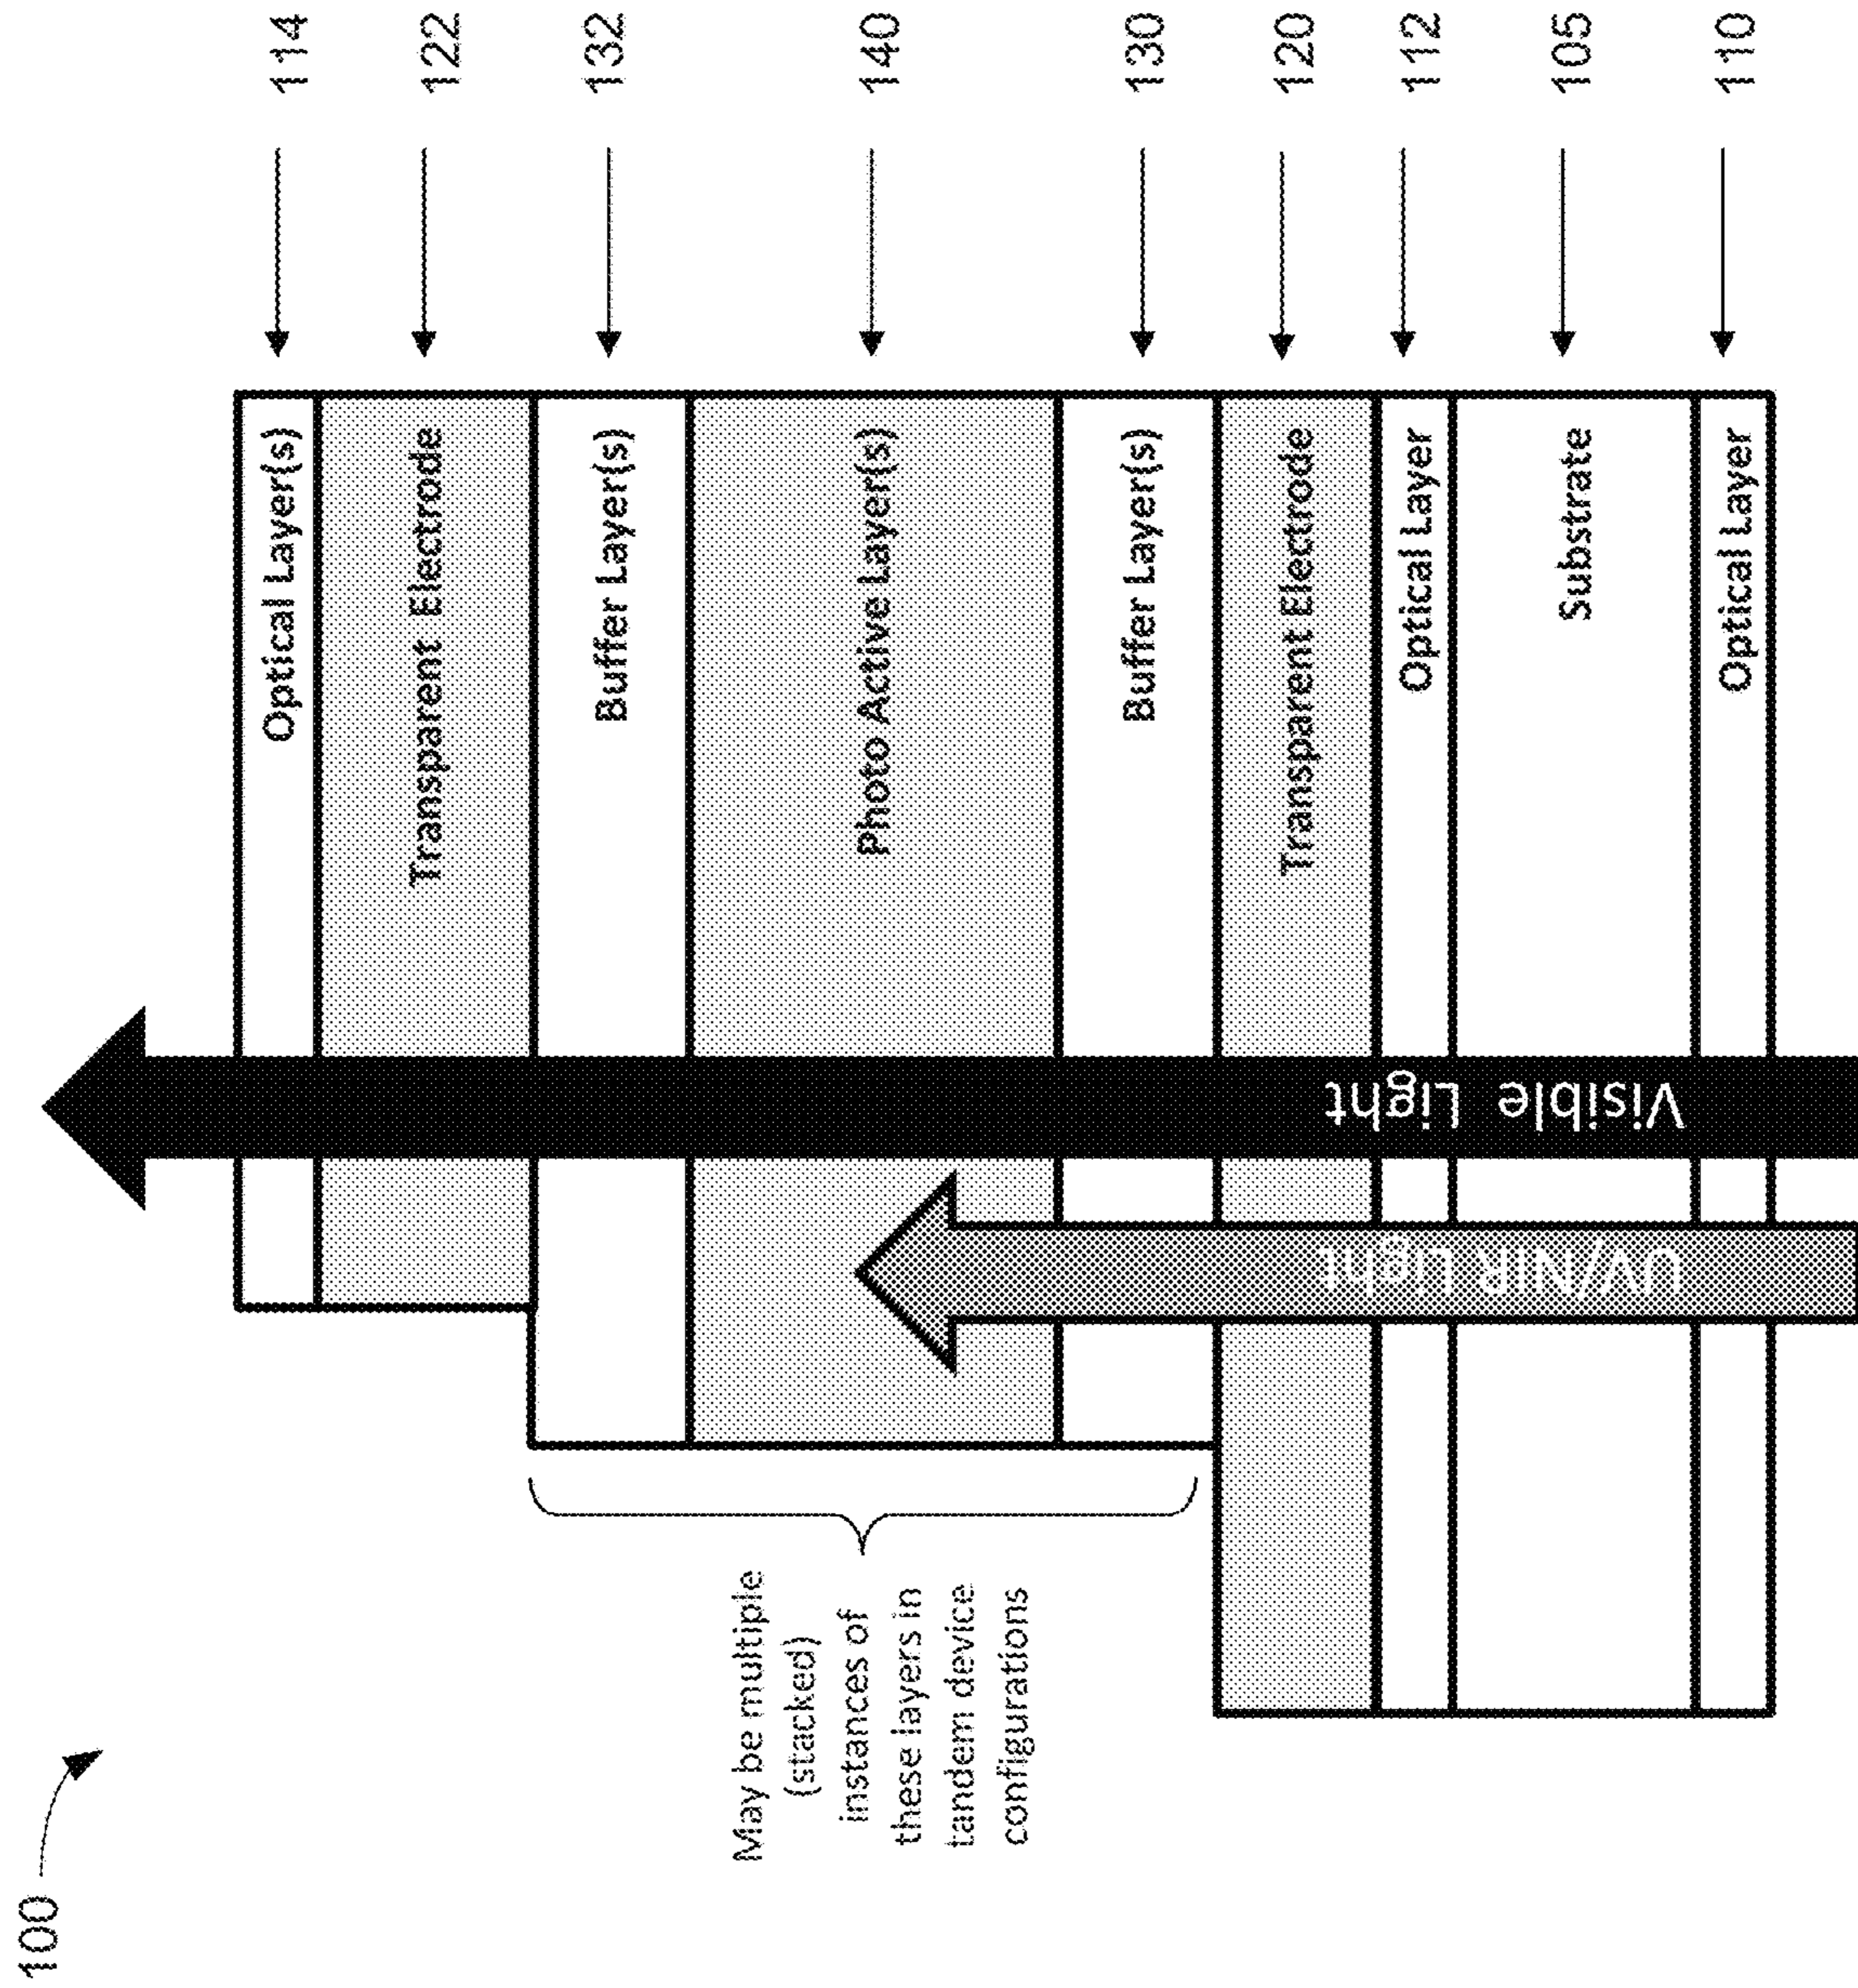 100
114
122
132
140
130
120
112
105
110
Optical Layer(s)
Transparent Electrode
Buffer Layer(s)
Photo Active Layer(s)
Buffer Layer(s)
Transparent Electrode
Optical Layer
Substrate
Optical Layer
Visible Light
UV/NIR Light
May be multiple
(stacked)
instances of
these layers in
tandem device
configurations